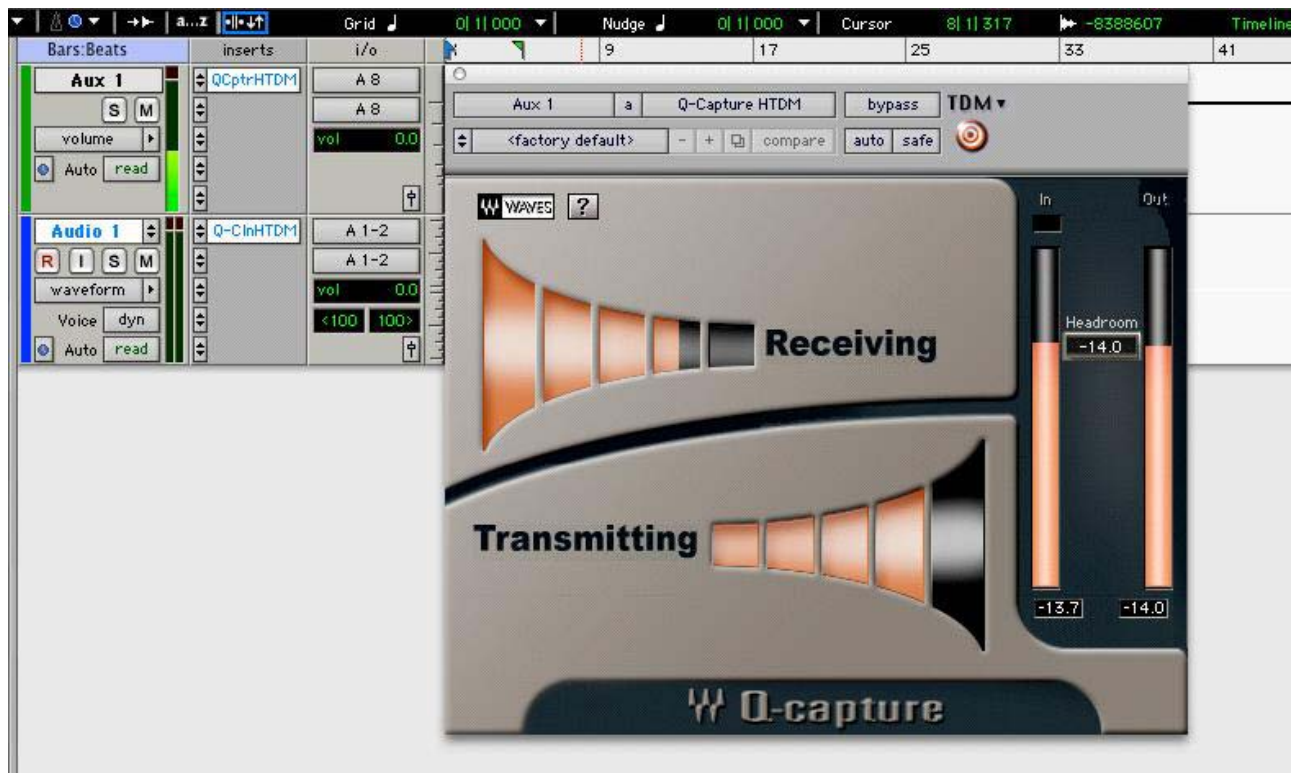 a...z Grid 0| 1| 000 Nudge 0| 1| 000 Cursor 8| 1| 317 -8388607 Timeline
Bars:Beats inserts i/o 9 17 25 33 41
Aux 1 QCptrHTDM A 8
S M A 8
volume vol 0.0
Auto read
Audio 1 Q-ClnHTDM A 1-2
R I S M A 1-2
waveform vol 0.0
Voice dyn <100 100>
Auto read
Aux 1 a Q-Capture HTDM bypass TDM
<factory default> - + compare auto safe
WAVES ?
In Out
Headroom
-14.0
Receiving
Transmitting
-13.7 -14.0
Q-capture